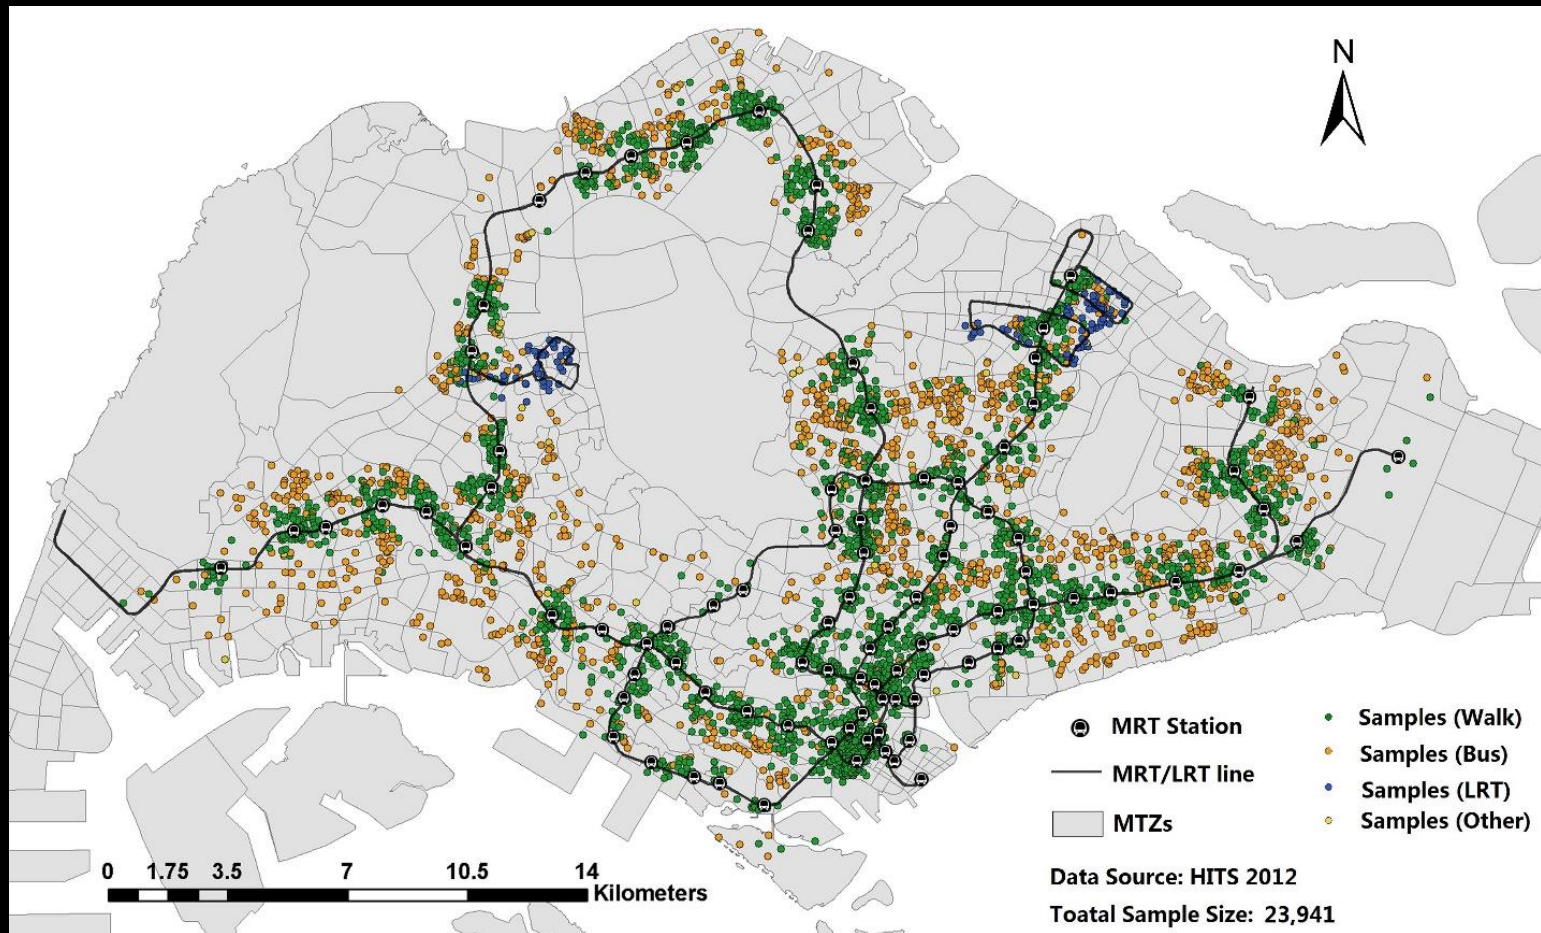 N
MRT Station
MRT/LRT line
MTZs
Samples (Walk)
Samples (Bus)
Samples (LRT)
Samples (Other)
0 1.75 3.5 7 10.5 14
Kilometers
Data Source: HITS 2012
Toatal Sample Size: 23,941